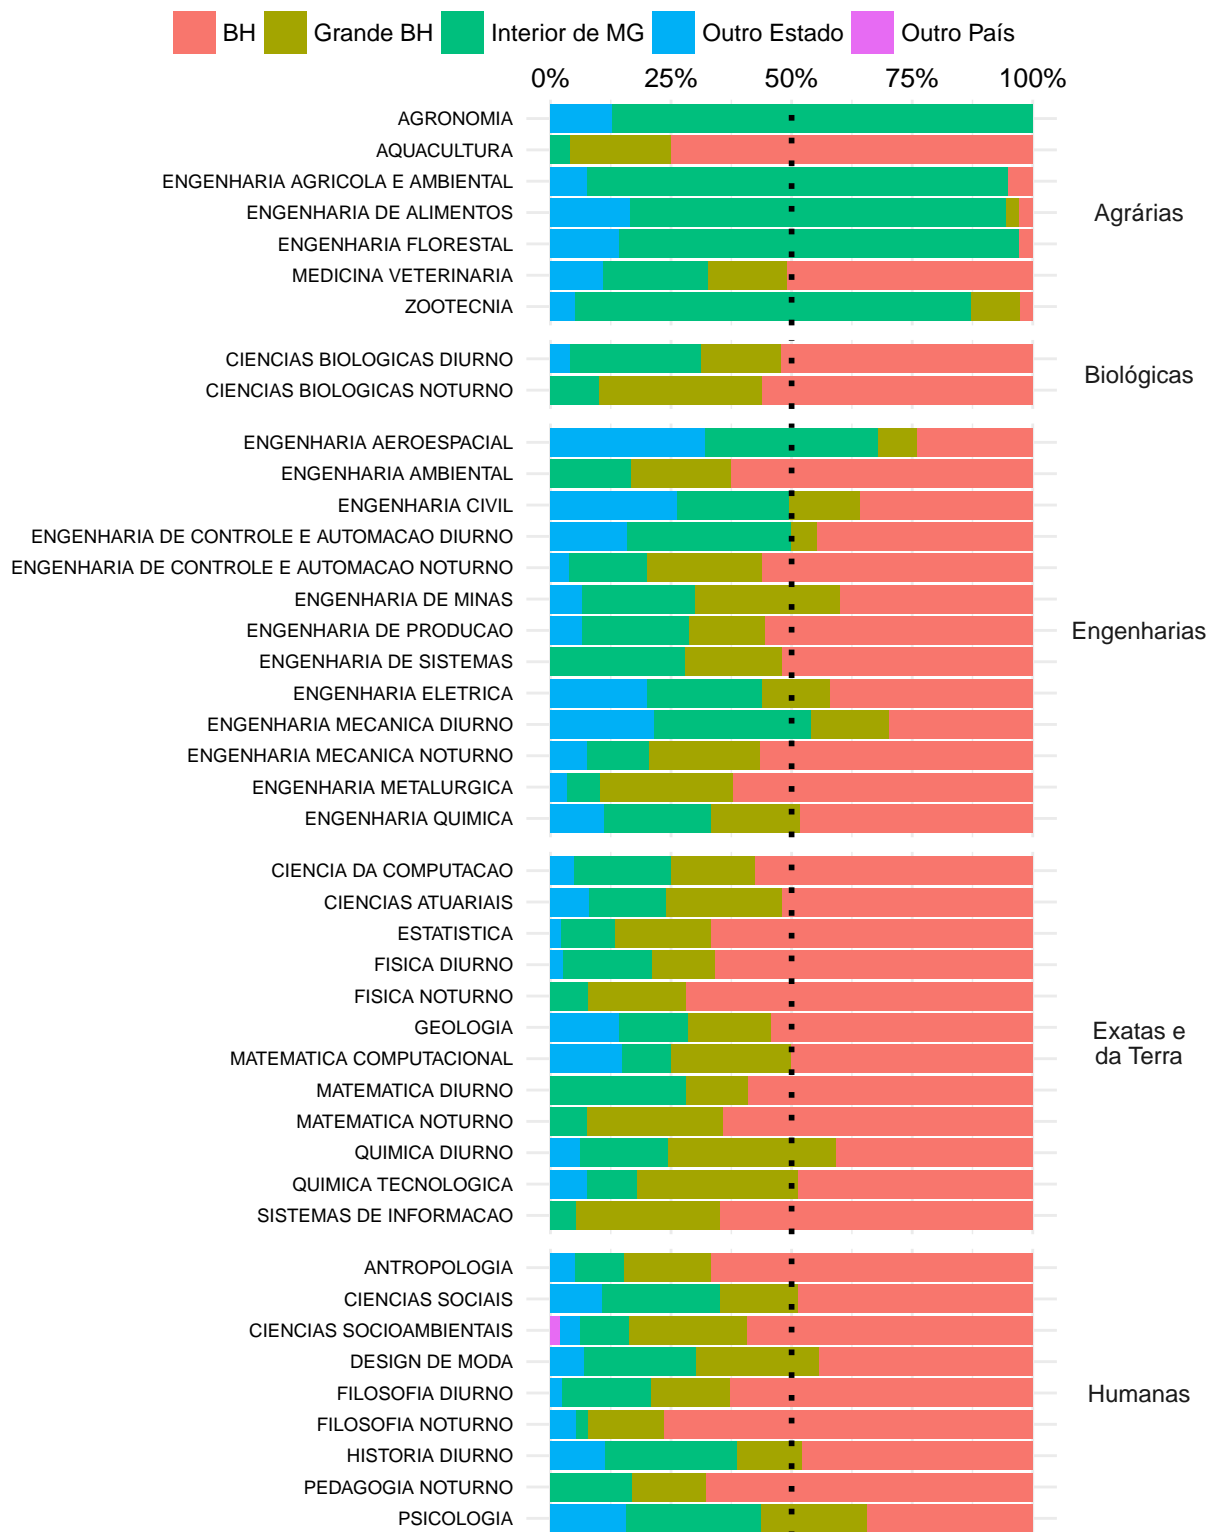 BH Grande BH Interior de MG Outro Estado Outro País
0% 25% 50% 75% 100%
AGRONOMIA
AQUACULTURA
ENGENHARIA AGRICOLA E AMBIENTAL
ENGENHARIA DE ALIMENTOS
ENGENHARIA FLORESTAL
MEDICINA VETERINARIA
ZOOTECNIA
Agrárias
CIENCIAS BIOLOGICAS DIURNO
CIENCIAS BIOLOGICAS NOTURNO
Biológicas
ENGENHARIA AEROESPACIAL
ENGENHARIA AMBIENTAL
ENGENHARIA CIVIL
ENGENHARIA DE CONTROLE E AUTOMACAO DIURNO
ENGENHARIA DE CONTROLE E AUTOMACAO NOTURNO
ENGENHARIA DE MINAS
ENGENHARIA DE PRODUCAO
ENGENHARIA DE SISTEMAS
ENGENHARIA ELETRICA
ENGENHARIA MECANICA DIURNO
ENGENHARIA MECANICA NOTURNO
ENGENHARIA METALURGICA
ENGENHARIA QUIMICA
Engenharias
CIENCIA DA COMPUTACAO
CIENCIAS ATUARIAIS
ESTATISTICA
FISICA DIURNO
FISICA NOTURNO
GEOLOGIA
MATEMATICA COMPUTACIONAL
MATEMATICA DIURNO
MATEMATICA NOTURNO
QUIMICA DIURNO
QUIMICA TECNOLOGICA
SISTEMAS DE INFORMACAO
Exatas e
da Terra
ANTROPOLOGIA
CIENCIAS SOCIAIS
CIENCIAS SOCIOAMBIENTAIS
DESIGN DE MODA
FILOSOFIA DIURNO
FILOSOFIA NOTURNO
HISTORIA DIURNO
PEDAGOGIA NOTURNO
PSICOLOGIA
Humanas